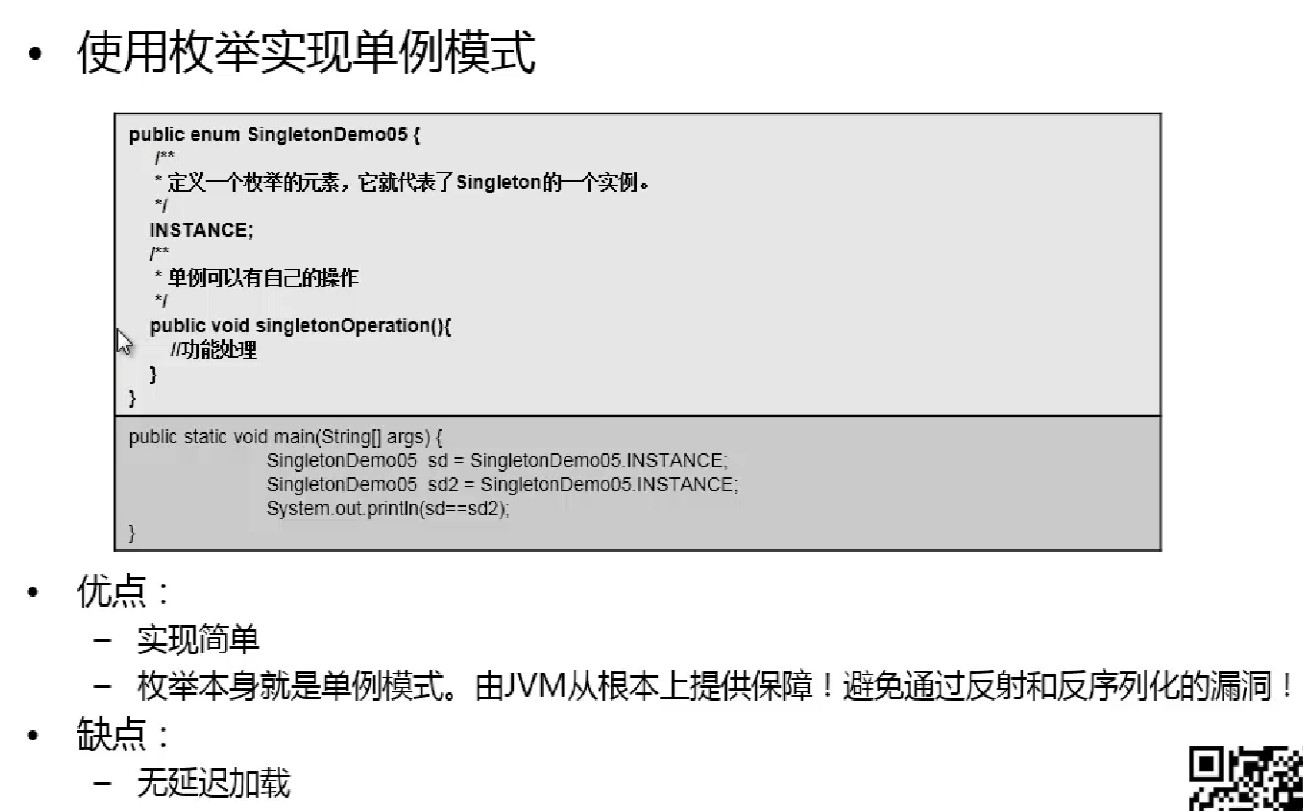 • 使用枚举实现单例模式
public enum SingletonDemo05 {
/**
* 定义一个枚举的元素，它就代表了Singleton的一个实例。
*/
INSTANCE;
/**
* 单例可以有自己的操作
*/
public void singletonOperation(){
//功能处理
}
}
public static void main(String[] args) {
SingletonDemo05 sd = SingletonDemo05.INSTANCE;
SingletonDemo05 sd2 = SingletonDemo05.INSTANCE;
System.out.println(sd==sd2);
}
• 优点：
– 实现简单
– 枚举本身就是单例模式。由JVM从根本上提供保障！避免通过反射和反序列化的漏洞！
• 缺点：
– 无延迟加载